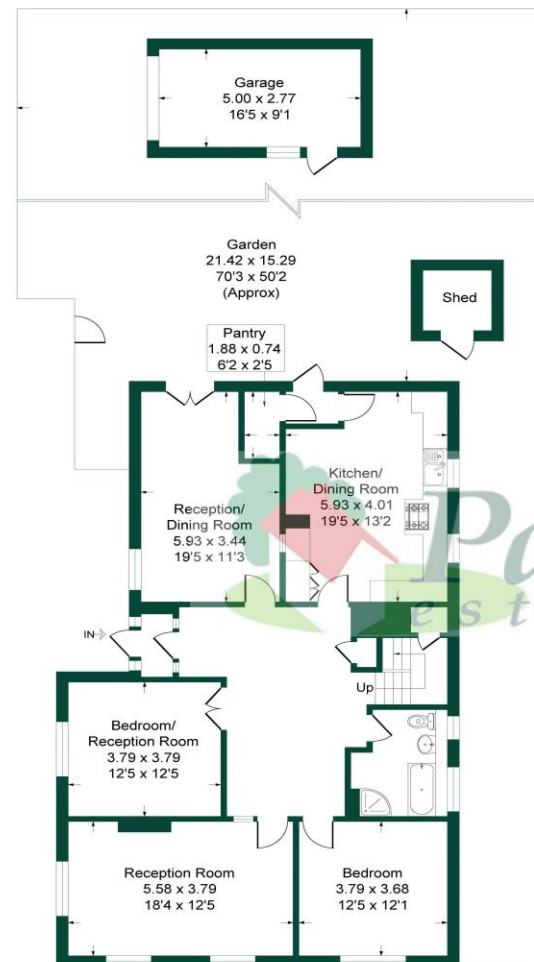 Garage
5.00 x 2.77
16'5 x 9'1
Garden
21.42 x 15.29
70'3 x 50'2
(Approx)
Shed
Pantry
1.88 x 0.74
6'2 x 2'5
Kitchen/
Dining Room
5.93 x 4.01
19'5 x 13'2
Reception/
Dining Room
5.93 x 3.44
19'5 x 11'3
IN
Up
Bedroom/
Reception Room
3.79 x 3.79
12'5 x 12'5
Reception Room
5.58 x 3.79
18'4 x 12'5
Bedroom
3.79 x 3.68
12'5 x 12'1